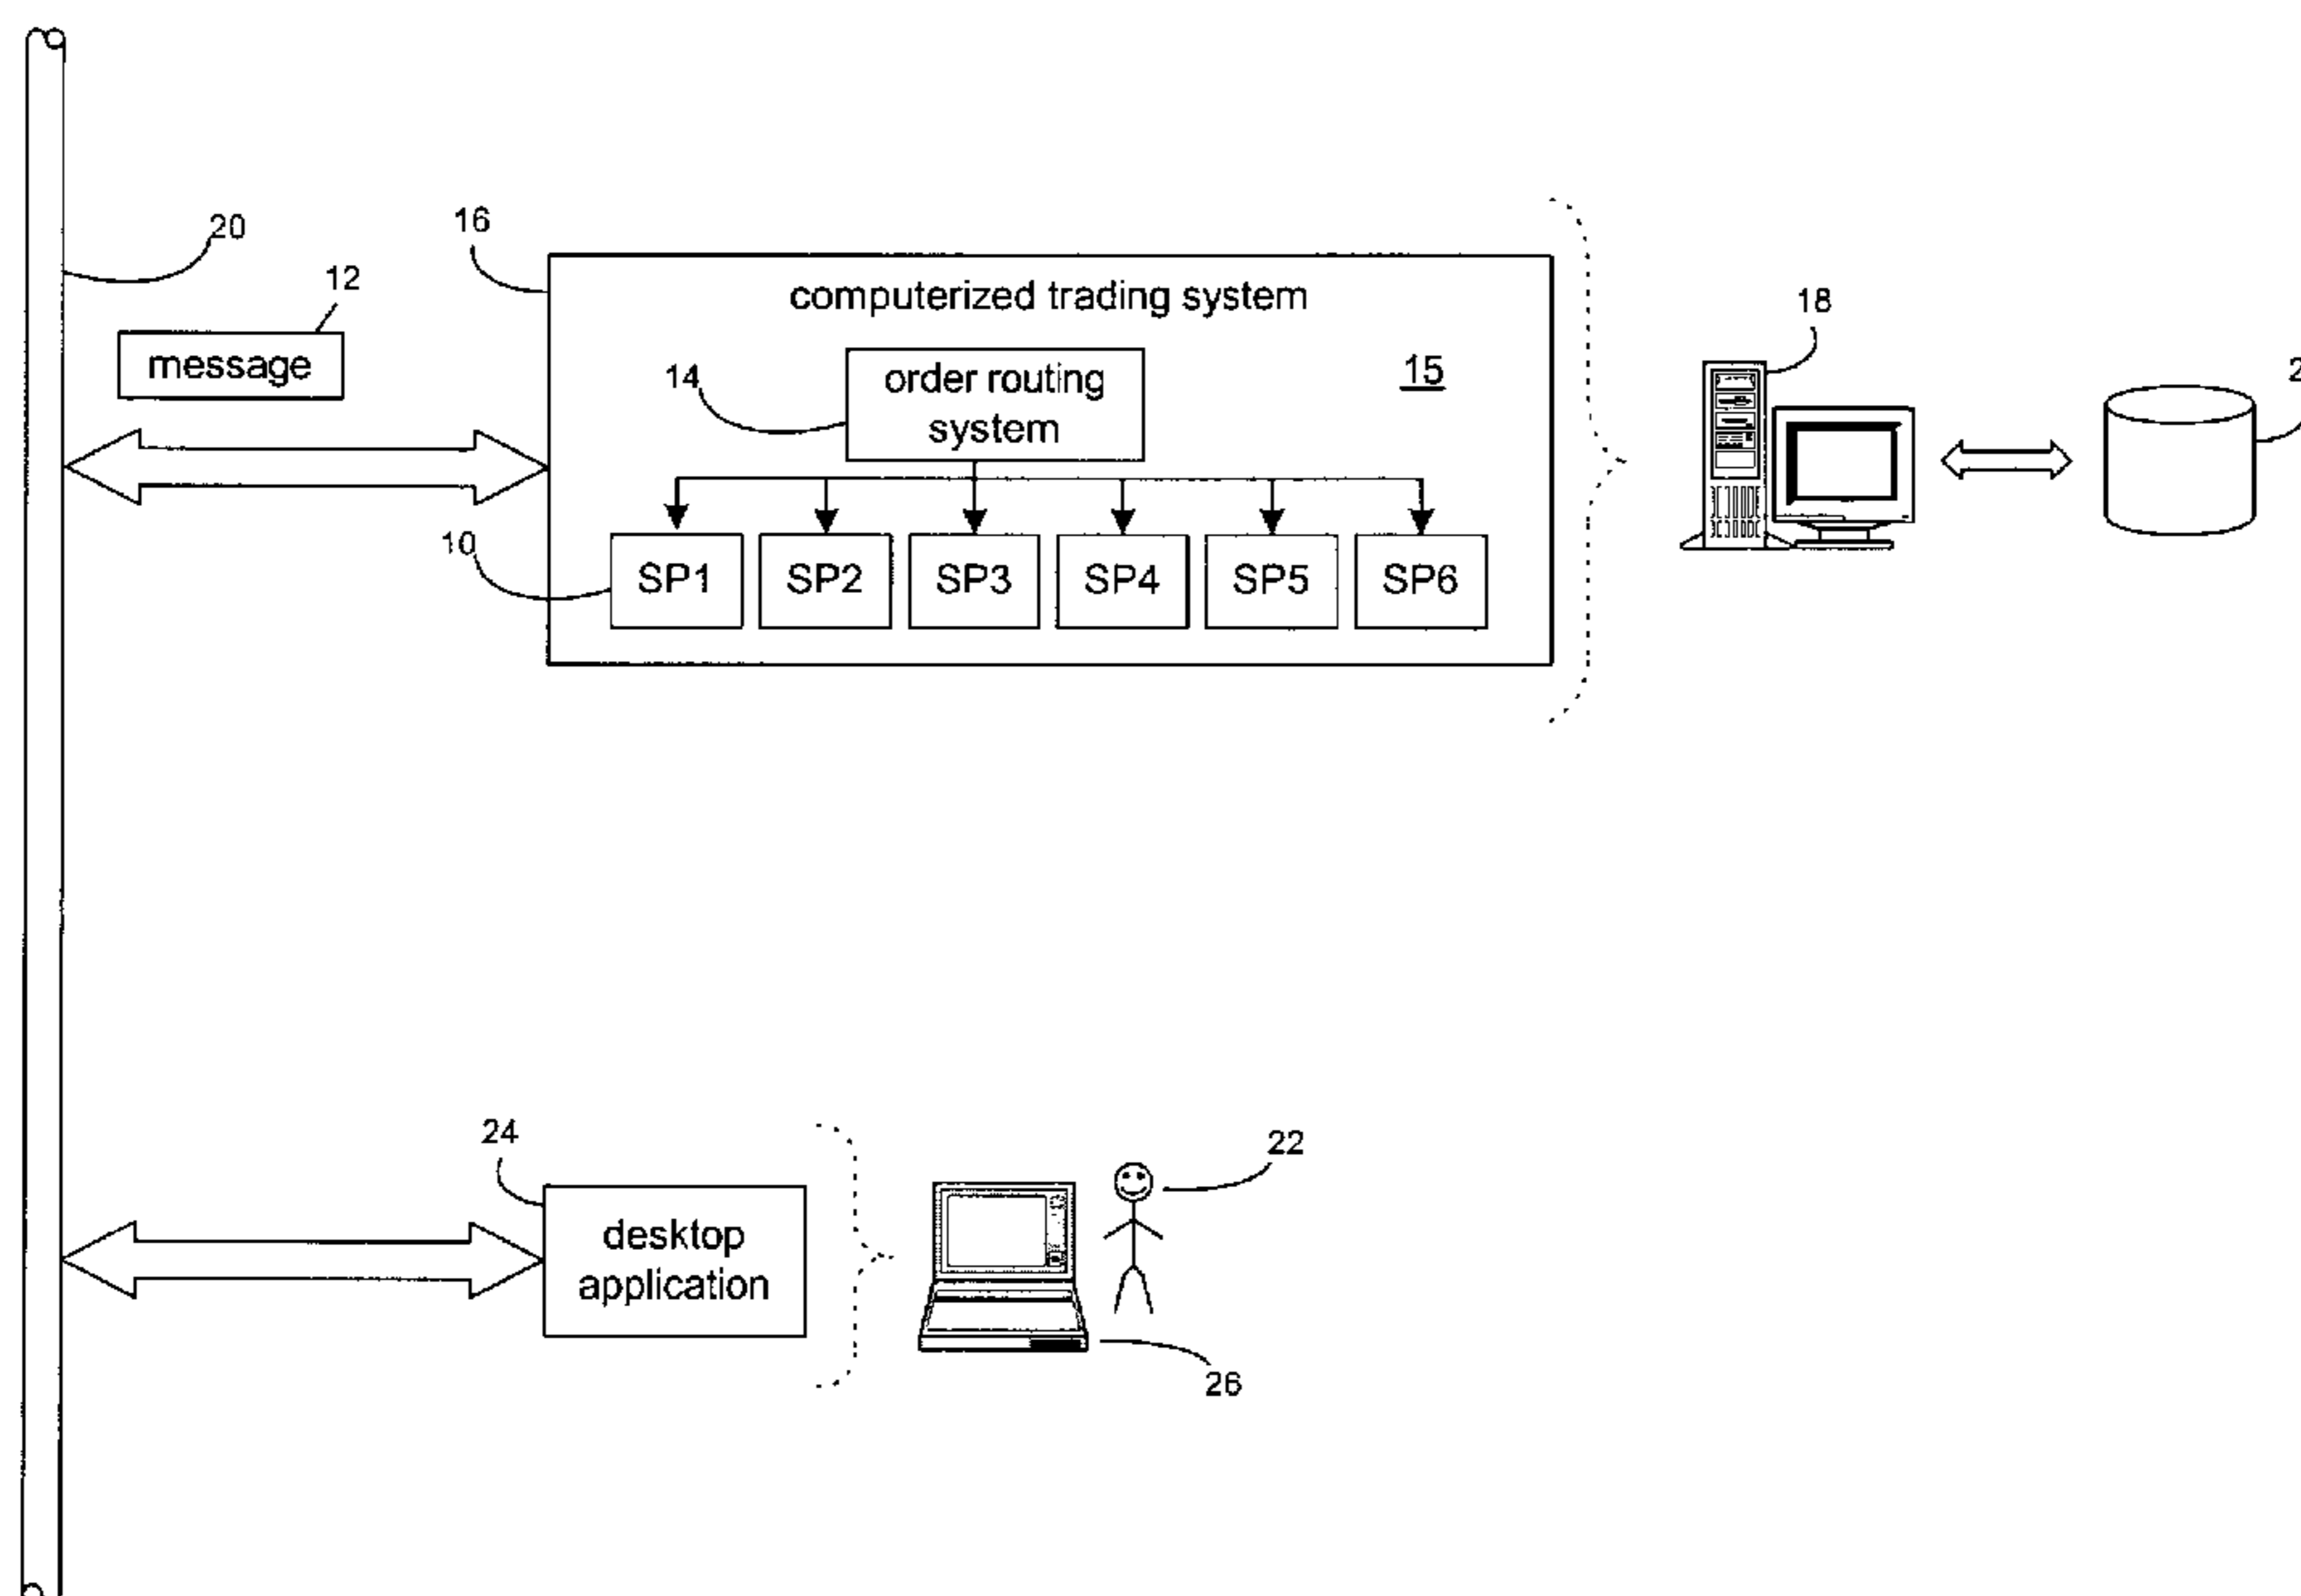 20
16
12
computerized trading system
18
message
14
order routing
system
15
10
SP1 SP2 SP3 SP4 SP5 SP6
24
22
desktop
application
26